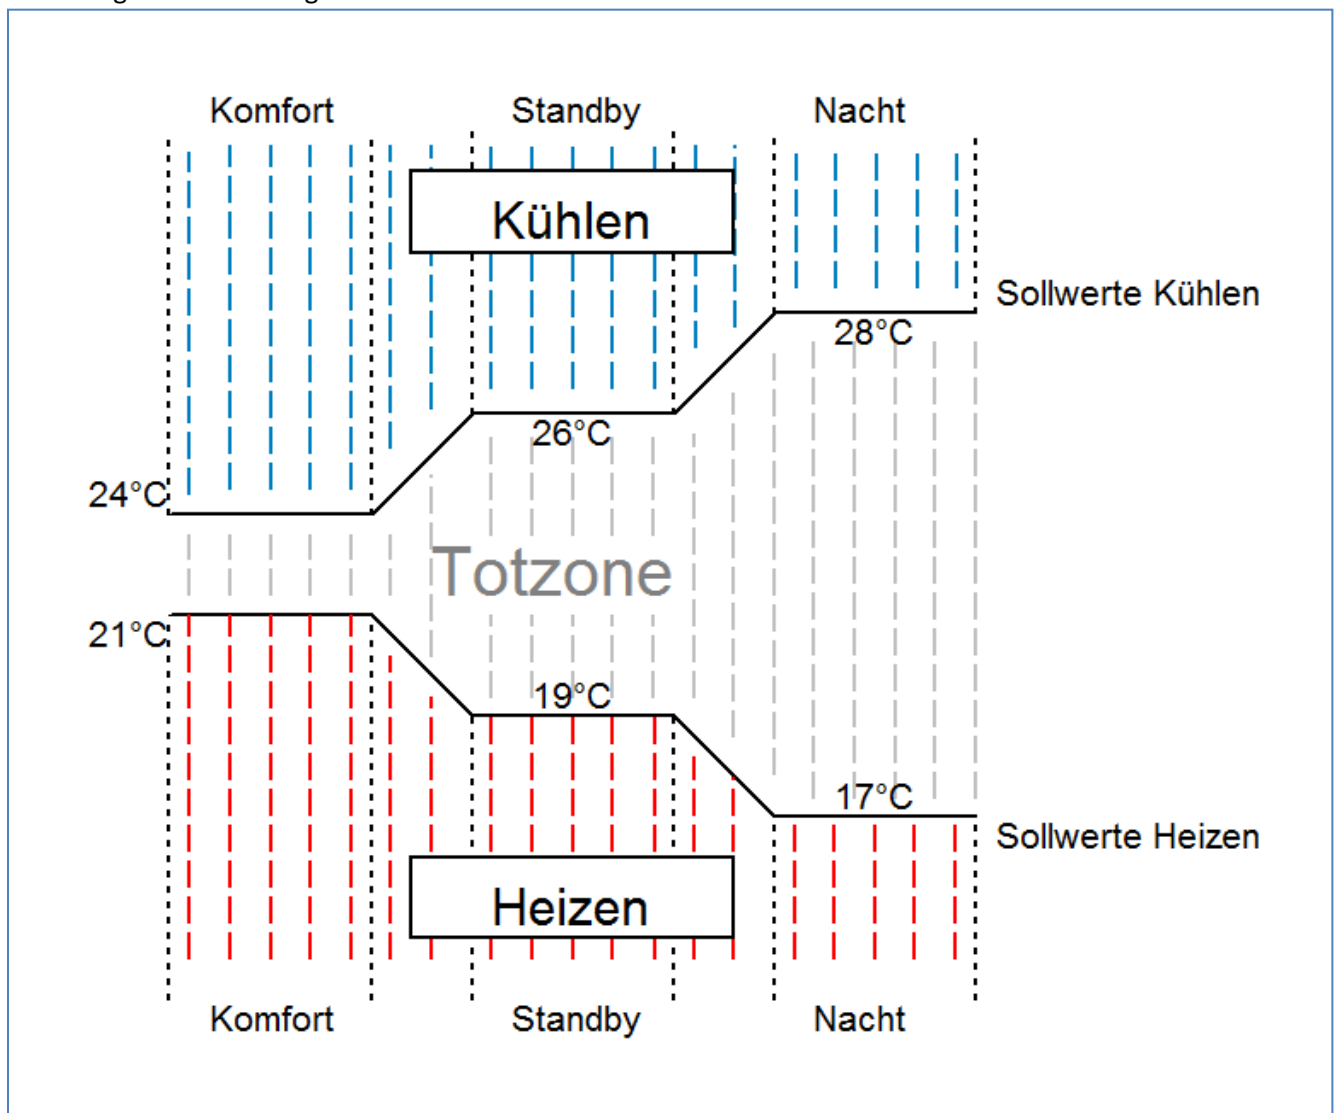 Komfort Standby Nacht
Kühlen
Sollwerte Kühlen
28°C
26°C
24°C
Totzone
21°C
19°C
17°C
Sollwerte Heizen
Heizen
Komfort Standby Nacht